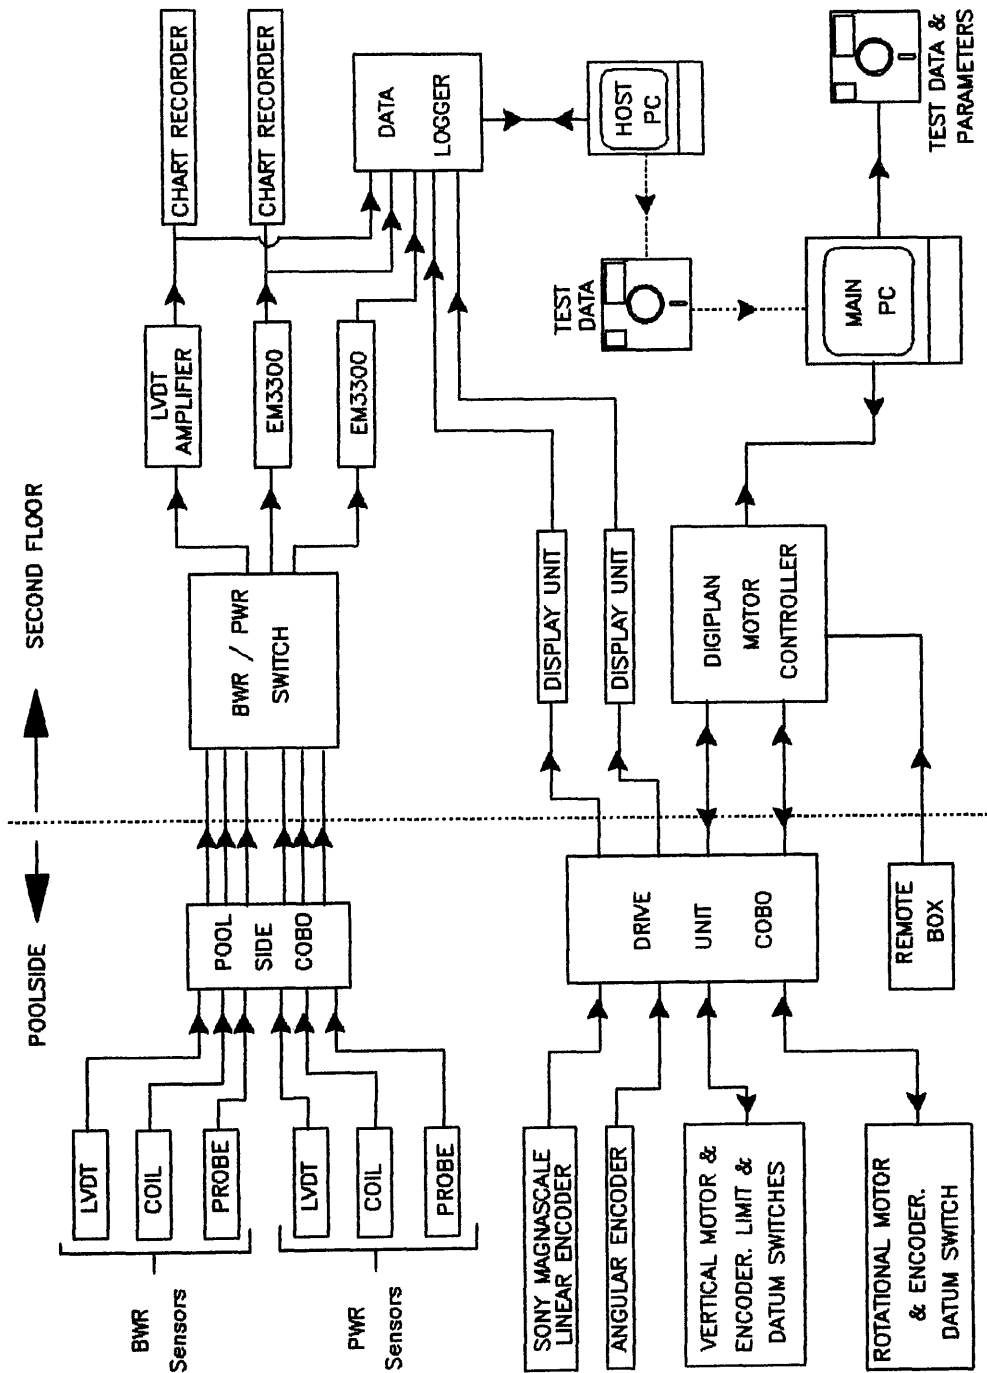 POOLSIDE
SECOND FLOOR
BWR
Sensors
LVDT
COIL
PROBE
PWR
Sensors
LVDT
COIL
PROBE
POOL
SIDE
COBO
BWR / PWR
SWITCH
LVDT
AMPLIFIER
EM3300
EM3300
CHART RECORDER
CHART RECORDER
DATA
LOGGER
HOST
PC
TEST
DATA
MAIN
PC
TEST DATA &
PARAMETERS
SONY MAGNASCALE
LINEAR ENCODER
ANGULAR ENCODER
VERTICAL MOTOR &
ENCODER. LIMIT &
DATUM SWITCHES
ROTATIONAL MOTOR
& ENCODER.
DATUM SWITCH
DRIVE
UNIT
COBO
REMOTE
BOX
DISPLAY UNIT
DISPLAY UNIT
DIGIPLAN
MOTOR
CONTROLLER